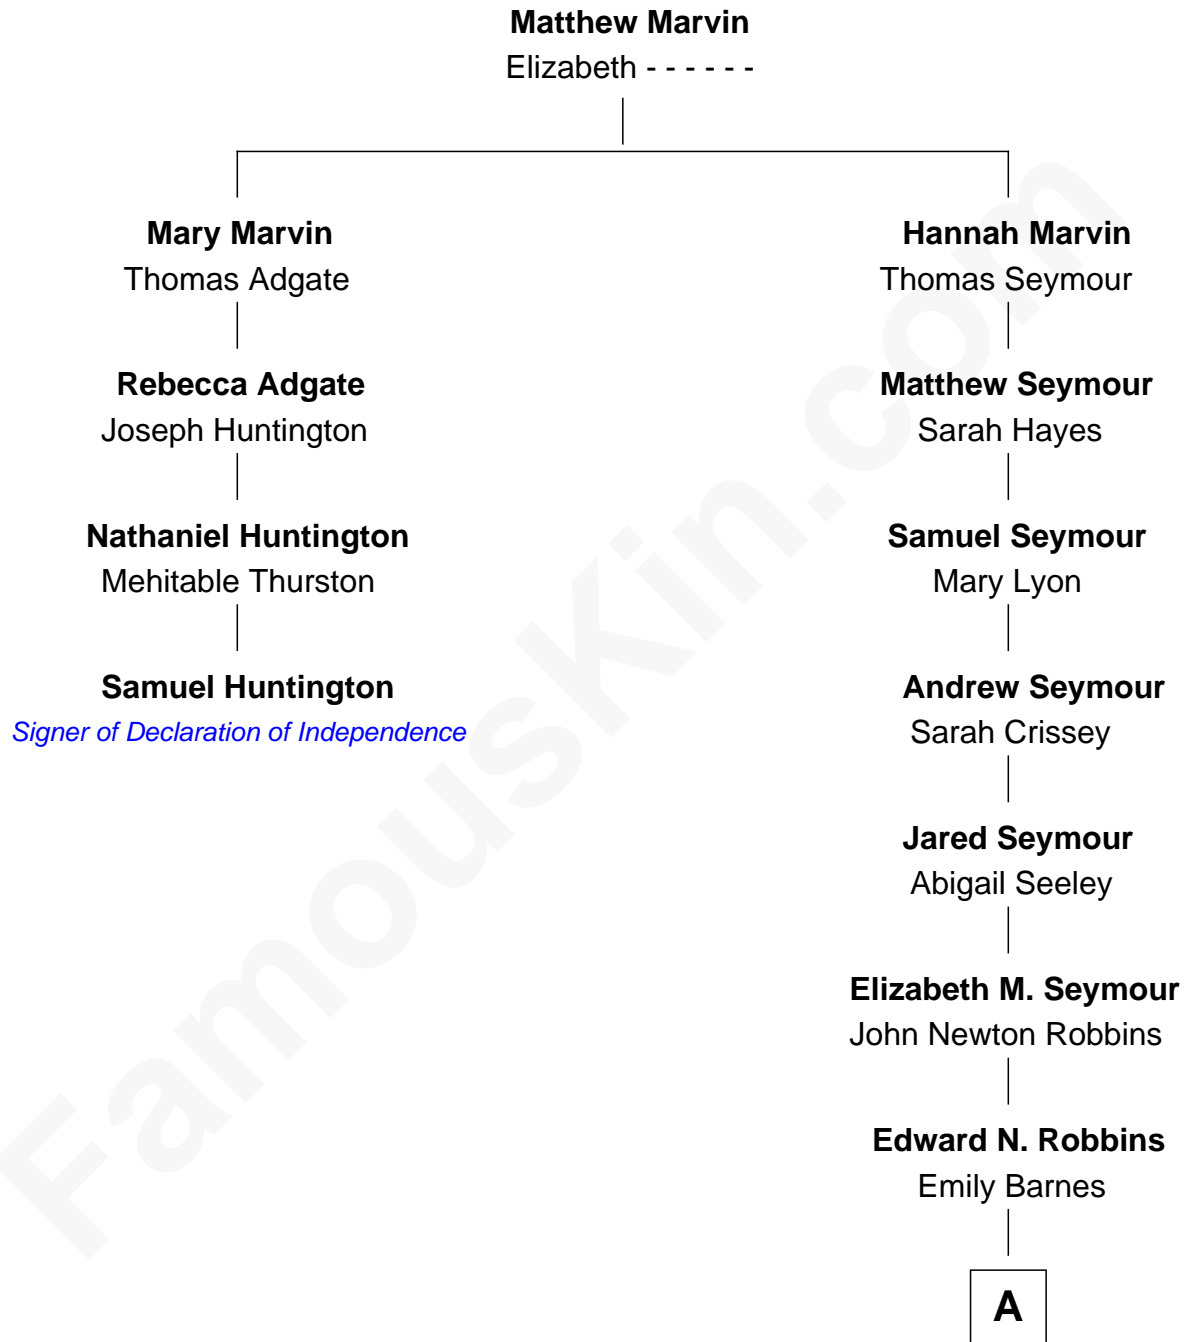 Matthew Marvin
Elizabeth - - - - - -
Mary Marvin
Thomas Adgate
Hannah Marvin
Thomas Seymour
Rebecca Adgate
Joseph Huntington
Matthew Seymour
Sarah Hayes
Nathaniel Huntington
Mehitable Thurston
Samuel Seymour
Mary Lyon
Samuel Huntington
Signer of Declaration of Independence
Andrew Seymour
Sarah Crissey
Jared Seymour
Abigail Seeley
Elizabeth M. Seymour
John Newton Robbins
Edward N. Robbins
Emily Barnes
A
FamousKin.com